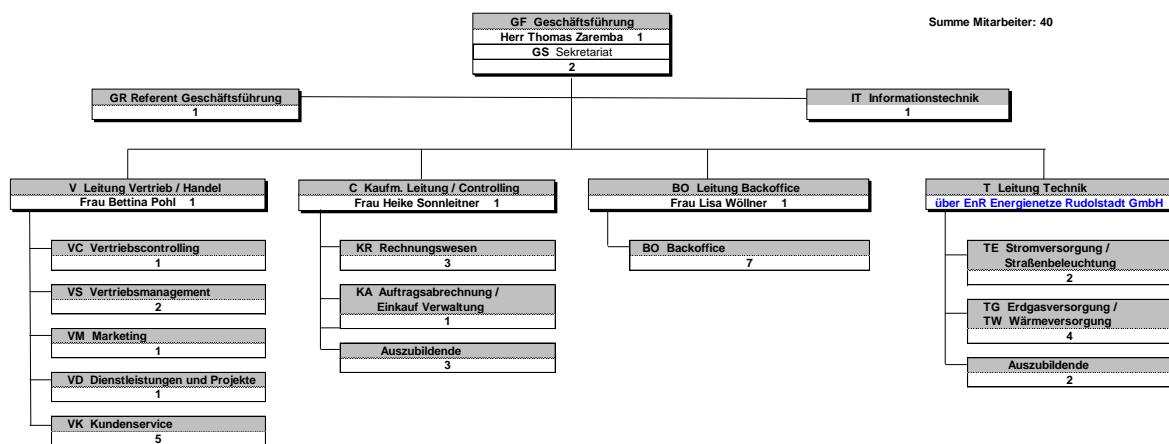 GF Geschäftsführung
Herr Thomas Zaremba 1
GS Sekretariat
2
Summe Mitarbeiter: 40
GR Referent Geschäftsführung
1
IT Informationstechnik
1
V Leitung Vertrieb / Handel
Frau Bettina Pohl 1
C Kaufm. Leitung / Controlling
Frau Heike Sonnleitner 1
BO Leitung Backoffice
Frau Lisa Wöllner 1
T Leitung Technik
über EnR Energienetze Rudolstadt GmbH
VC Vertriebscontrolling
1
VS Vertriebsmanagement
2
VM Marketing
1
VD Dienstleistungen und Projekte
1
VK Kundenservice
5
KR Rechnungswesen
3
KA Auftragsabrechnung /
Einkauf Verwaltung
1
Auszubildende
3
BO Backoffice
7
TE Stromversorgung /
Straßenbeleuchtung
2
TG Erdgasversorgung /
TW Wärmeversorgung
4
Auszubildende
2